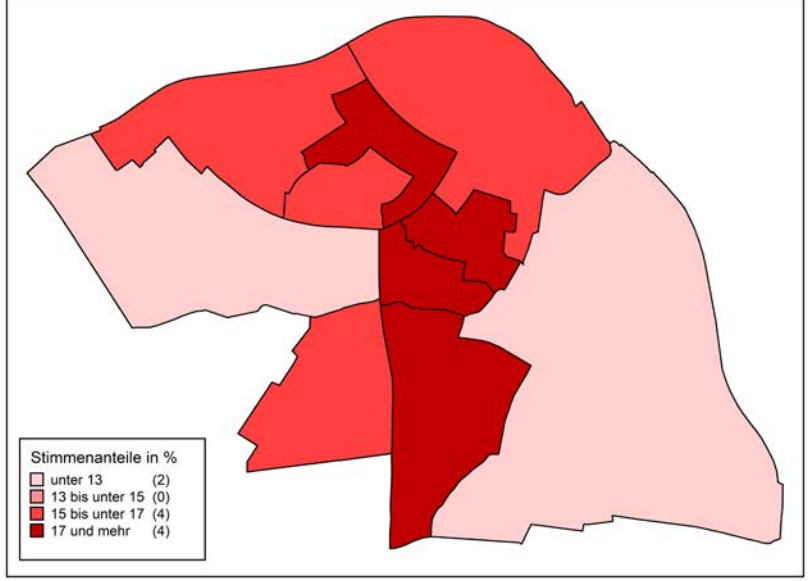 Stimmenanteile in %
unter 13 (2)
13 bis unter 15 (0)
15 bis unter 17 (4)
17 und mehr (4)